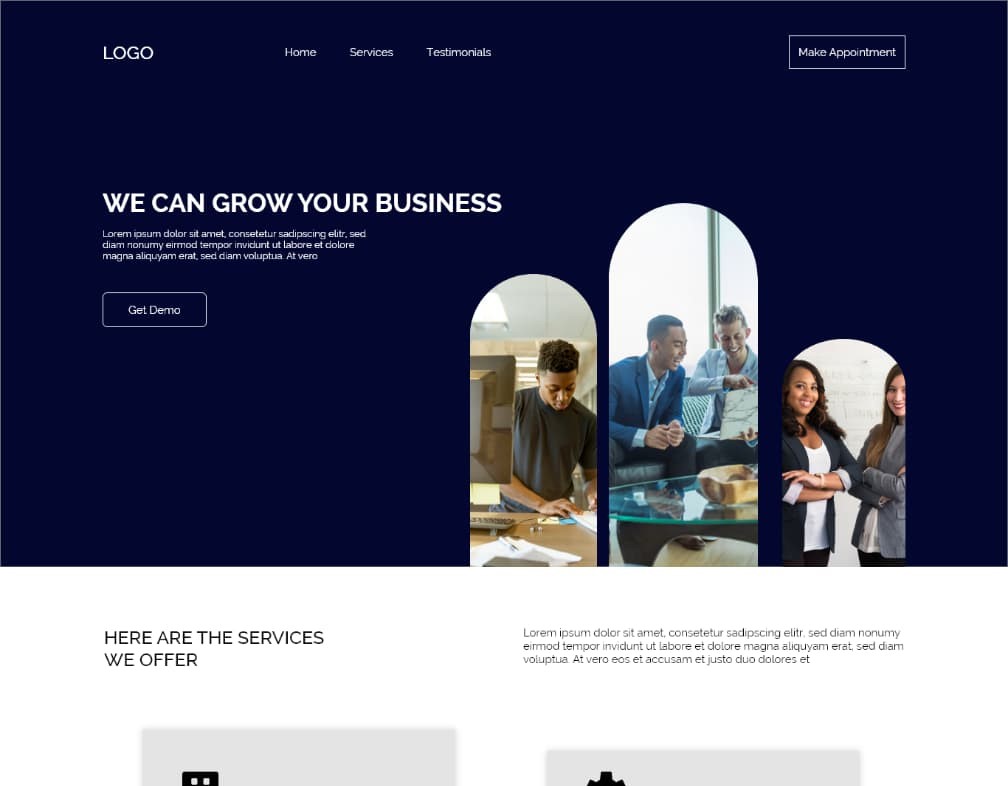 LOGO
Home
Services
Testimonials
Make Appointment
WE CAN GROW YOUR BUSINESS
Lorem ipsum dolor sit amet, consetetur sadipscing elitr, sed
diam nonumy eirmod tempor invidunt ut labore et dolore
magna aliquyam erat, sed diam voluptua. At vero
Get Demo
HERE ARE THE SERVICES
WE OFFER
Lorem ipsum dolor sit amet, consetetur sadipscing elitr, sed diam nonumy
eirmod tempor invidunt ut labore et dolore magna aliquyam erat, sed diam
voluptua. At vero eos et accusam et justo duo dolores et